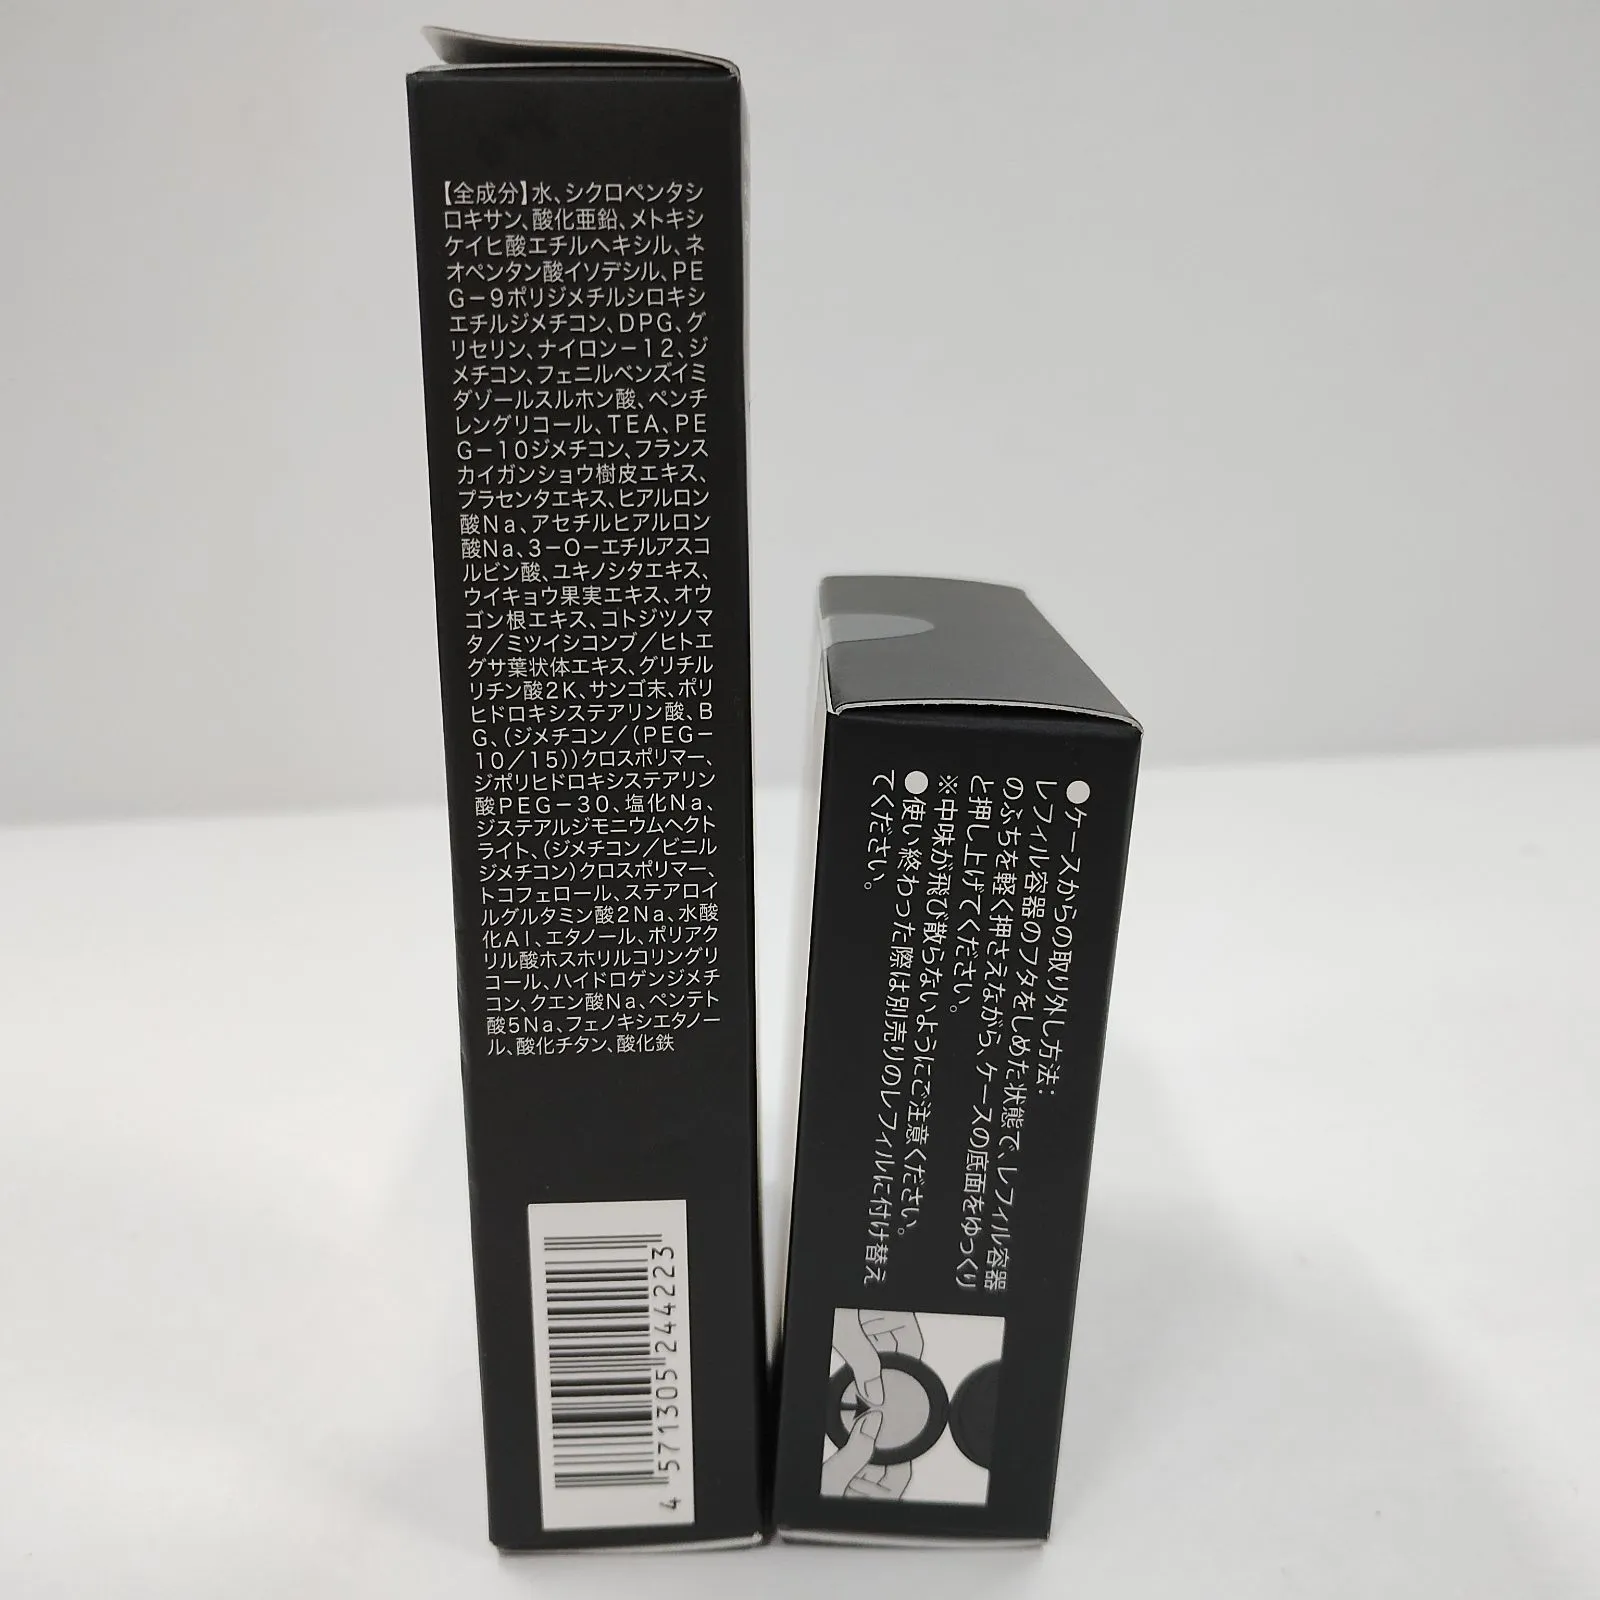 【全成分】水、シクロペンタシ
ロキサン、酸化亜鉛、メトキシ
ケイヒ酸エチルヘキシル、ネ
オペンタン酸イソデシル、PE
G－9ポリジメチルシロキシ
エチルジメチコン、DPG、グ
リセリン、ナイロン－12、ジ
メチコン、フェニルベンズイミ
ダゾールスルホン酸、ペンチ
レングリコール、TEA、PE
G－10ジメチコン、フランス
カイガンショウ樹皮エキス、
プラセンタエキス、ヒアルロン
酸Na、アセチルヒアルロン
酸Na、3－O－エチルアスコ
ルビン酸、ユキノシタエキス、
ウイキョウ果実エキス、オウ
ゴン根エキス、コトジツノマ
タ／ミツイシコンブ／ヒトエ
グサ葉状体エキス、グリチル
リチン酸2K、サンゴ末、ポリ
ヒドロキシステアリン酸、B
G、（ジメチコン／（PEG－
10／15））クロスポリマー、
ジポリヒドロキシステアリン
酸PEG－30、塩化Na、
ジステアルジモニウムヘクト
ライト、（ジメチコン／ビニル
ジメチコン）クロスポリマー、
トコフェロール、ステアロイ
ルグルタミン酸2Na、水酸
化Al、エタノール、ポリアク
リル酸ホスホリルコリングリ
コール、ハイドロゲンジメチ
コン、クエン酸Na、ペンテト
酸5Na、フェノキシエタノー
ル、酸化チタン、酸化鉄
4 571305 244223
●ケースからの取り外し方法：
レフィル容器のフタをしめた状態で、レフィル容器
のふちを軽く押さえながら、ケースの底面をゆっくり
と押し上げてください。
※中味が飛び散らないようにご注意ください。
●使い終わった際は別売りのレフィルに付け替え
てください。